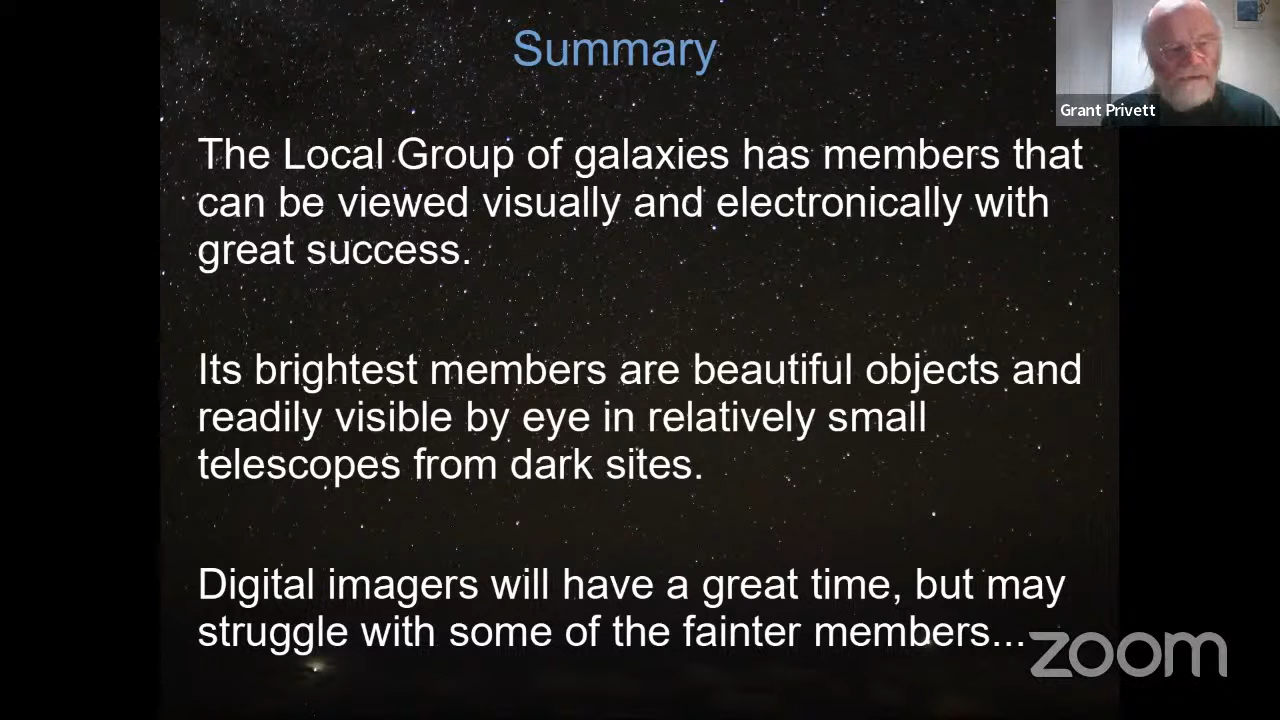 Summary
Grant Privett
The Local Group of galaxies has members that
can be viewed visually and electronically with
great success.
Its brightest members are beautiful objects and
readily visible by eye in relatively small
telescopes from dark sites.
Digital imagers will have a great time, but may
struggle with some of the fainter members...
zoom